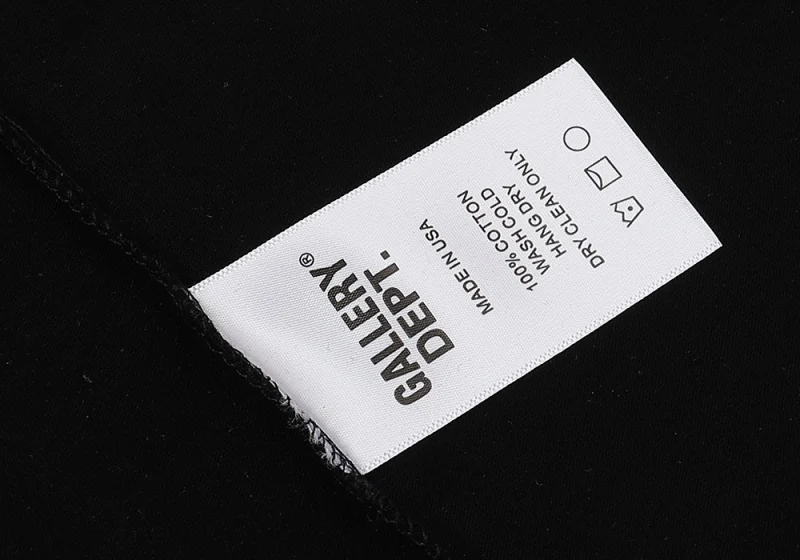 GALLERY®
DEPT.
MADE IN USA
100% COTTON
WASH COLD
HANG DRY
DRY CLEAN ONLY